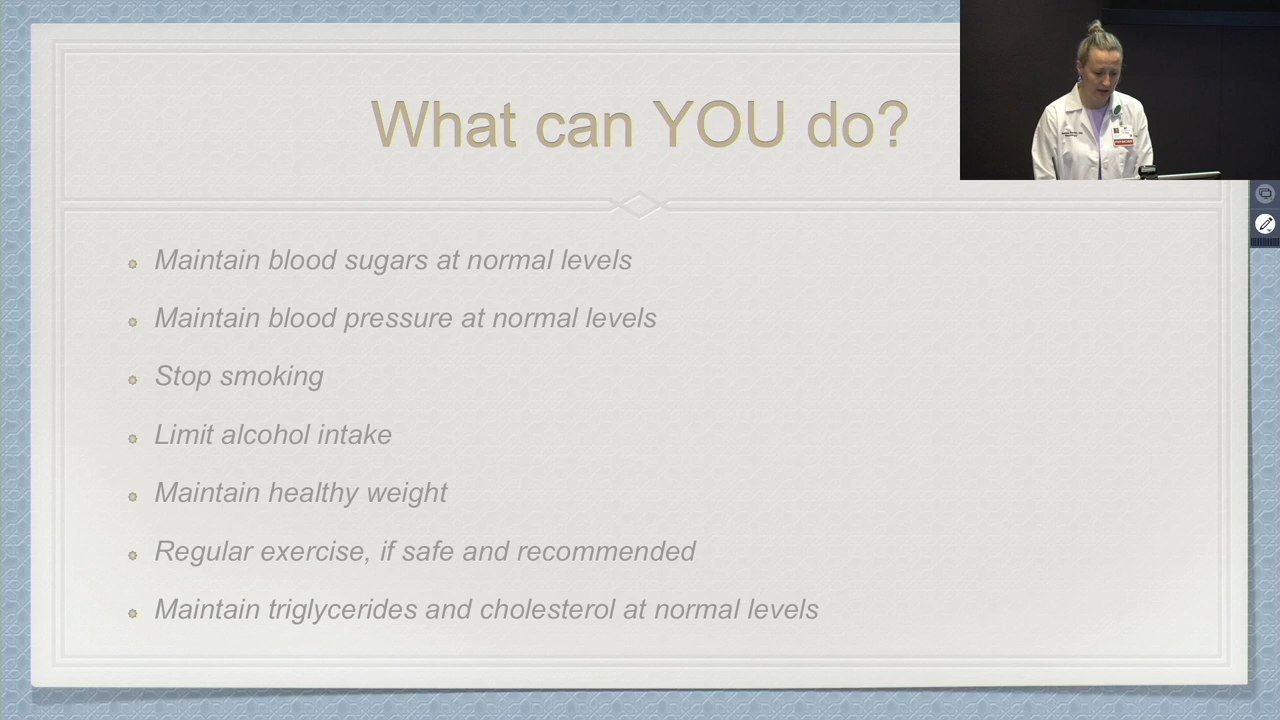 What can YOU do?
Maintain blood sugars at normal levels
Maintain blood pressure at normal levels
Stop smoking
Limit alcohol intake
Maintain healthy weight
Regular exercise, if safe and recommended
Maintain triglycerides and cholesterol at normal levels